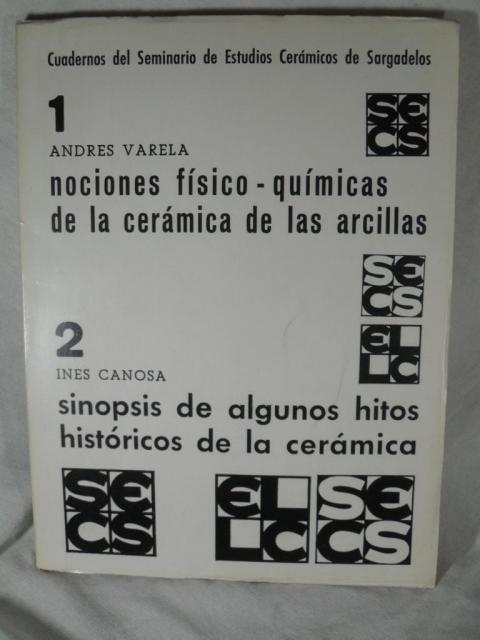 Cuadernos del Seminario de Estudios Cerámicos de Sargadelos
1
SE
CS
ANDRES VARELA
nociones físico - químicas
de la cerámica de las arcillas
SE
CS
2
EL
LC
INES CANOSA
sinopsis de algunos hitos
históricos de la cerámica
SE
CS
EL
LC
SE
CS